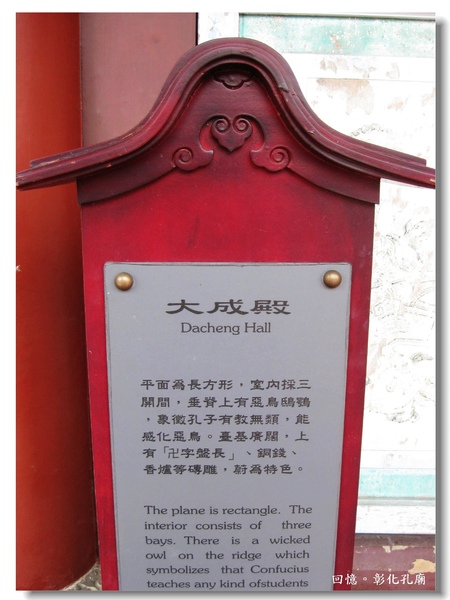 大成殿
Dacheng Hall
平面為長方形，室內採三
開間，垂脊上有惡鳥鴟鴞
，象徵孔子有教無類，能
感化惡鳥。臺基廣闊，上
有「卍字盤長」、銅錢、
香爐等磚雕，蔚為特色。
The plane is rectangle. The
interior consists of three
bays. There is a wicked
owl on the ridge which
symbolizes that Confucius
teaches any kind ofstudents
回憶。彰化孔廟